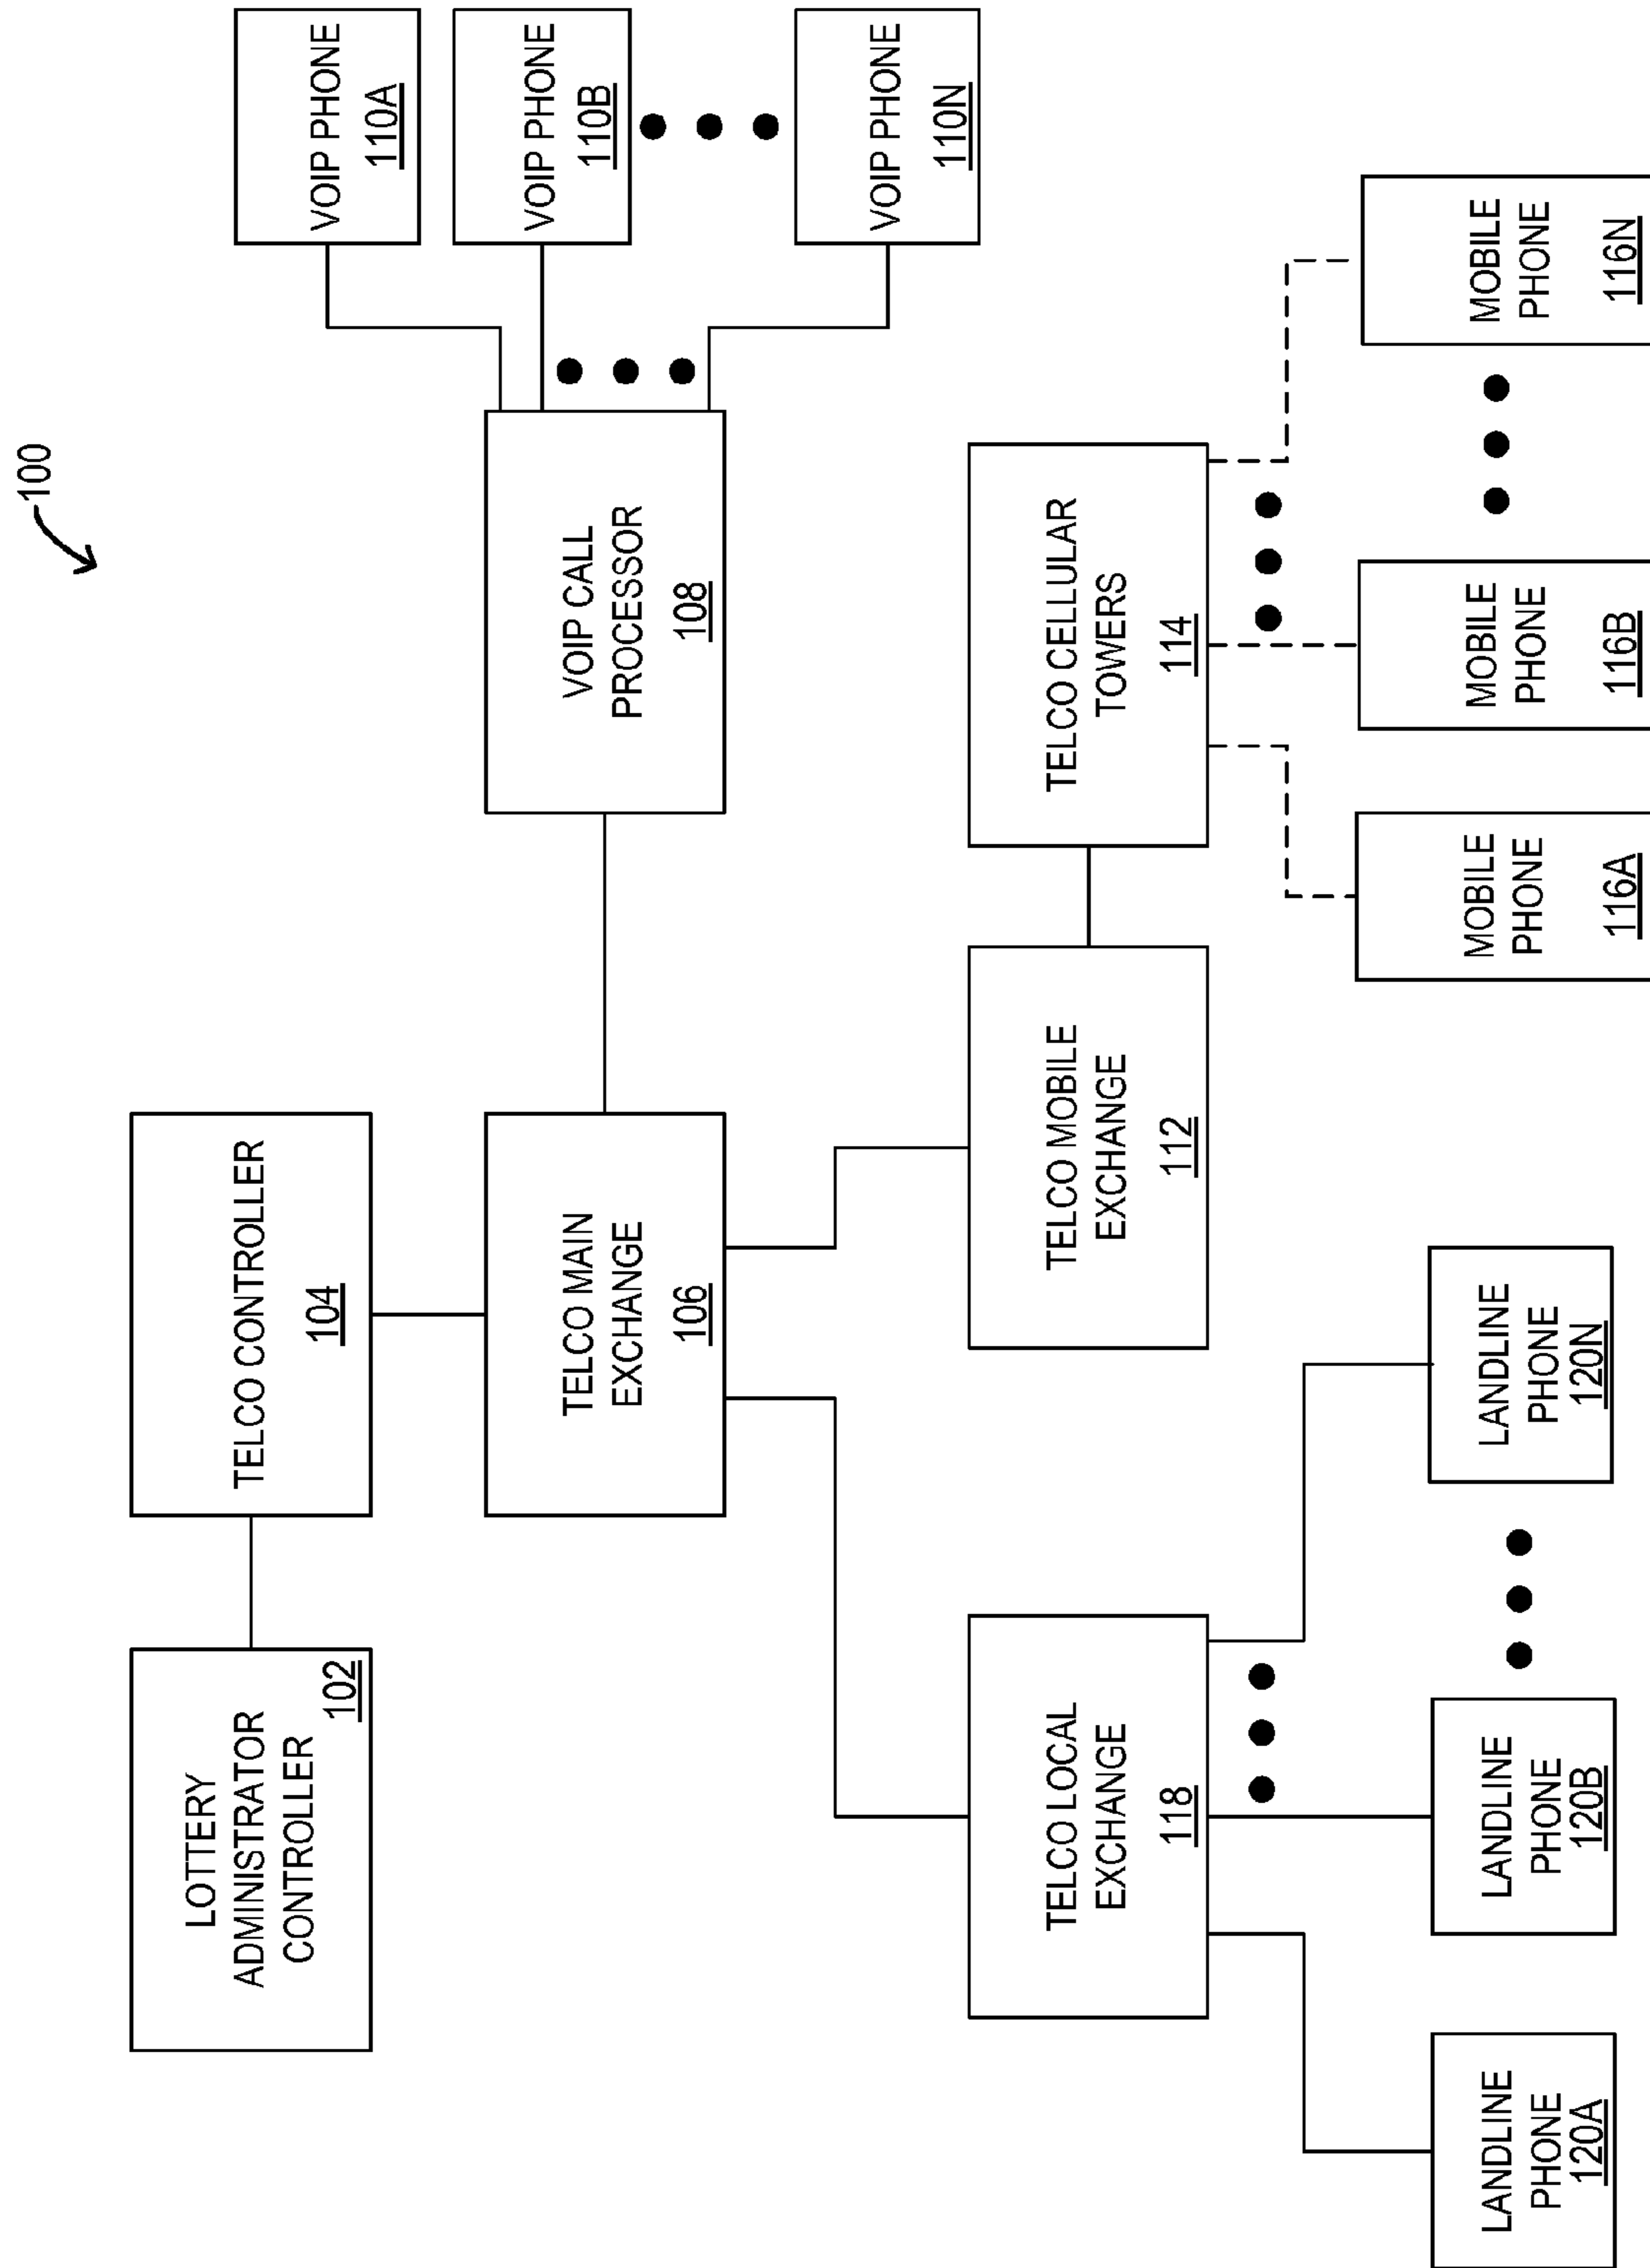 100
LOTTERY
ADMINISTRATOR
CONTROLLER
102
TELCO CONTROLLER
104
TELCO MAIN
EXCHANGE
106
VOIP CALL
PROCESSOR
108
VOIP PHONE
110A
VOIP PHONE
110B
VOIP PHONE
110N
TELCO LOCAL
EXCHANGE
118
TELCO MOBILE
EXCHANGE
112
TELCO CELLULAR
TOWERS
114
LANDLINE
PHONE
120A
LANDLINE
PHONE
120B
LANDLINE
PHONE
120N
MOBILE
PHONE
116A
MOBILE
PHONE
116B
MOBILE
PHONE
116N